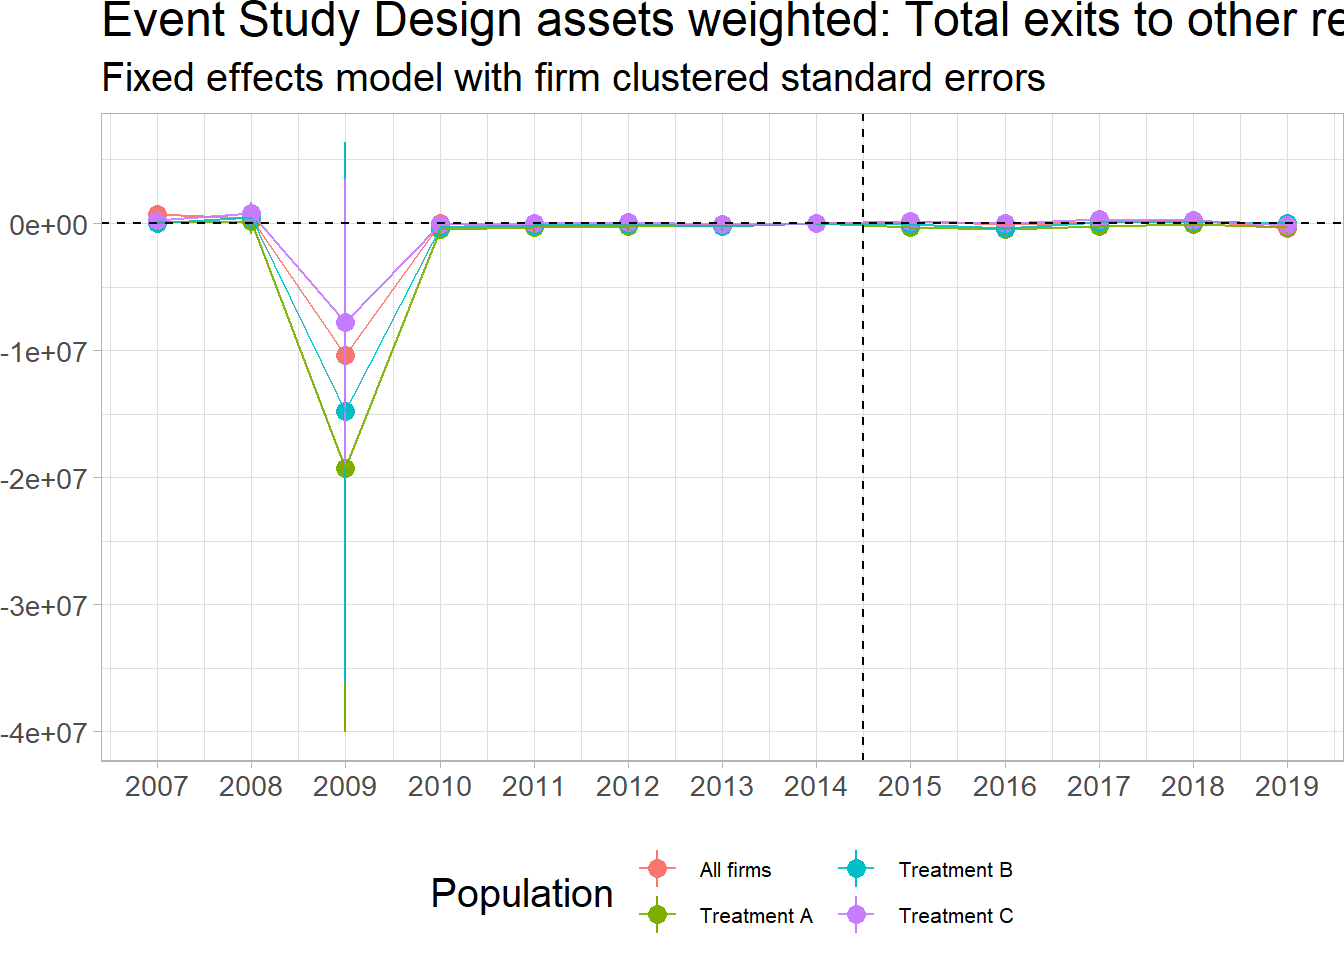 Event Study Design assets weighted: Total exits to other re
Fixed effects model with firm clustered standard errors
0e+00
-1e+07
-2e+07
-3e+07
-4e+07
2007 2008 2009 2010 2011 2012 2013 2014 2015 2016 2017 2018 2019
Population
All firms
Treatment A
Treatment B
Treatment C